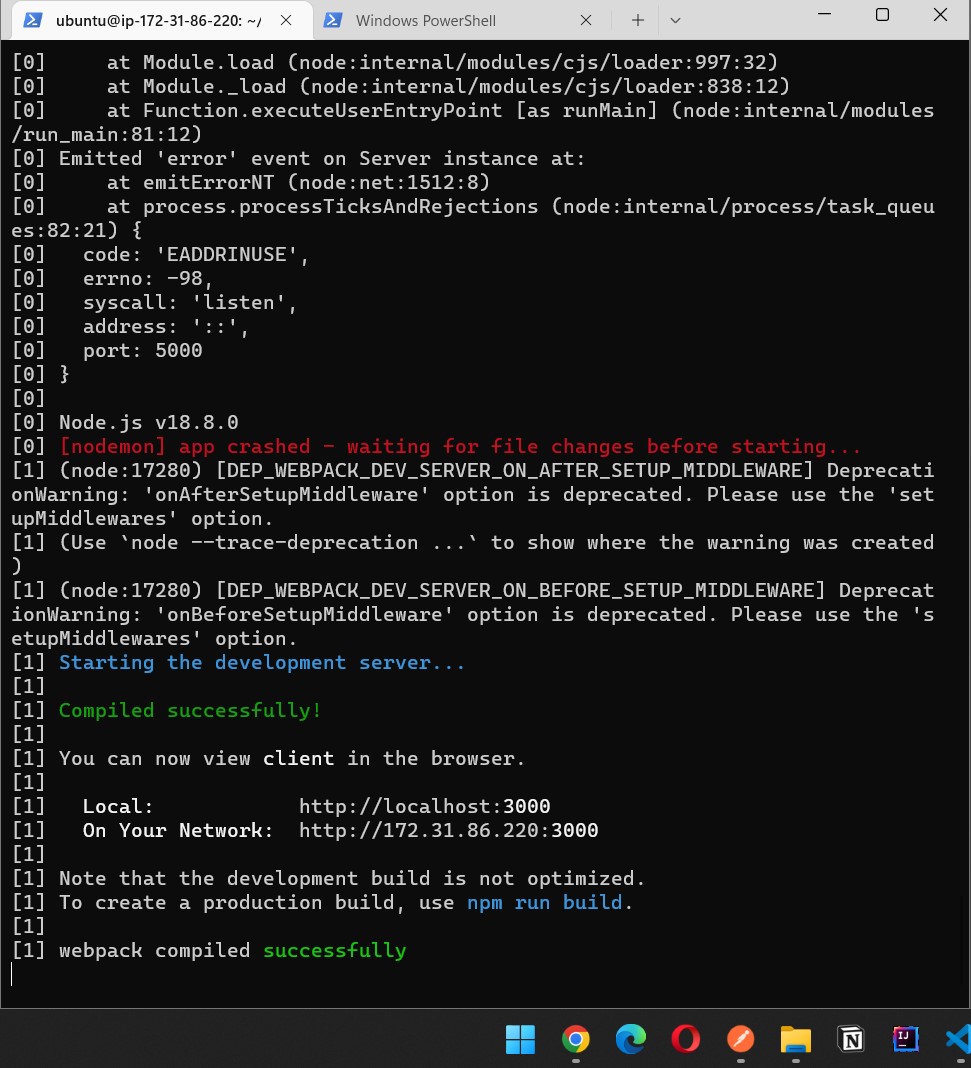 ubuntu@ip-172-31-86-220: ~/
Windows PowerShell
[0]     at Module.load (node:internal/modules/cjs/loader:997:32)
[0]     at Module._load (node:internal/modules/cjs/loader:838:12)
[0]     at Function.executeUserEntryPoint [as runMain] (node:internal/modules
/run_main:81:12)
[0] Emitted 'error' event on Server instance at:
[0]     at emitErrorNT (node:net:1512:8)
[0]     at process.processTicksAndRejections (node:internal/process/task_queu
es:82:21) {
[0]   code: 'EADDRINUSE',
[0]   errno: -98,
[0]   syscall: 'listen',
[0]   address: '::',
[0]   port: 5000
[0] }
[0]
[0] Node.js v18.8.0
[0] [nodemon] app crashed - waiting for file changes before starting...
[1] (node:17280) [DEP_WEBPACK_DEV_SERVER_ON_AFTER_SETUP_MIDDLEWARE] Deprecati
onWarning: 'onAfterSetupMiddleware' option is deprecated. Please use the 'set
upMiddlewares' option.
[1] (Use `node --trace-deprecation ...` to show where the warning was created
)
[1] (node:17280) [DEP_WEBPACK_DEV_SERVER_ON_BEFORE_SETUP_MIDDLEWARE] Deprecat
ionWarning: 'onBeforeSetupMiddleware' option is deprecated. Please use the 's
etupMiddlewares' option.
[1] Starting the development server...
[1]
[1] Compiled successfully!
[1]
[1] You can now view client in the browser.
[1]
[1]   Local:            http://localhost:3000
[1]   On Your Network:  http://172.31.86.220:3000
[1]
[1] Note that the development build is not optimized.
[1] To create a production build, use npm run build.
[1]
[1] webpack compiled successfully